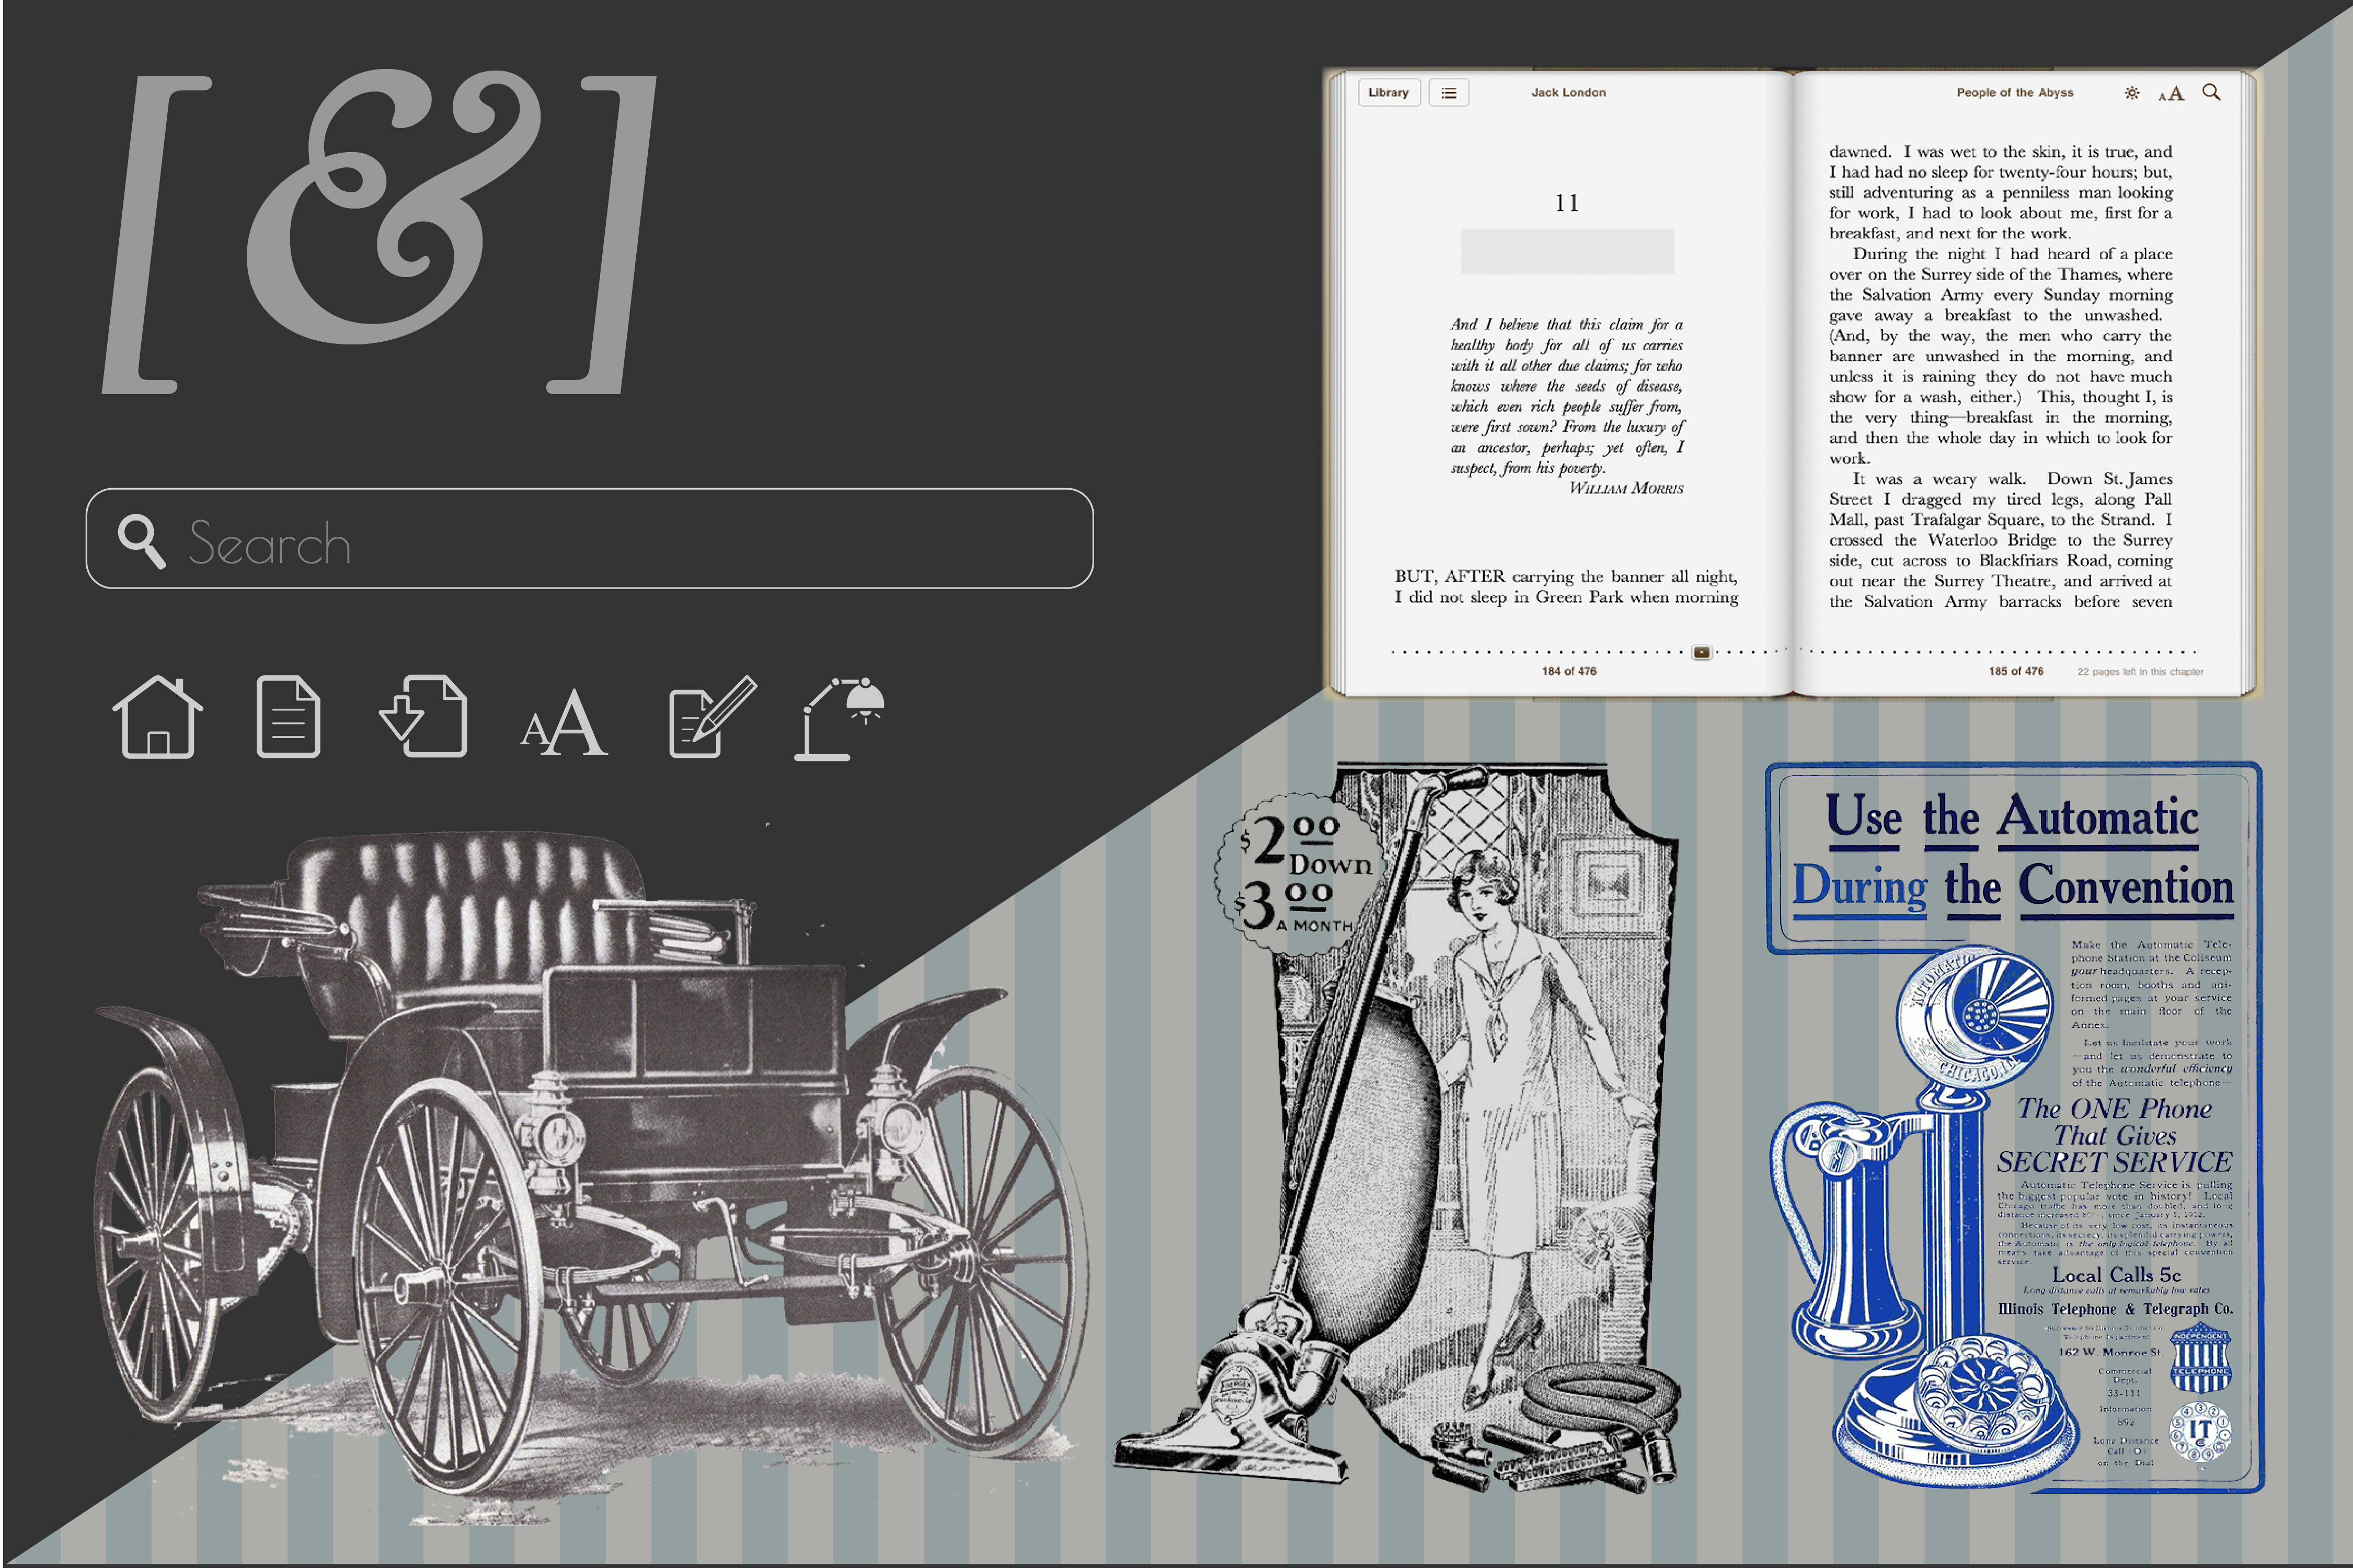 [&]
Search
AA
Library
Jack London
11
And I believe that this claim for a
healthy body for all of us carries
with it all other due claims; for who
knows where the seeds of disease,
which even rich people suffer from,
were first sown? From the luxury of
an ancestor, perhaps; yet often, I
suspect, from his poverty.
WILLIAM MORRIS
BUT, AFTER carrying the banner all night,
I did not sleep in Green Park when morning
184 of 476
People of the Abyss
AA
dawned. I was wet to the skin, it is true, and
I had had no sleep for twenty-four hours; but,
still adventuring as a penniless man looking
for work, I had to look about me, first for a
breakfast, and next for the work.
During the night I had heard of a place
over on the Surrey side of the Thames, where
the Salvation Army every Sunday morning
gave away a breakfast to the unwashed.
(And, by the way, the men who carry the
banner are unwashed in the morning, and
unless it is raining they do not have much
show for a wash, either.) This, thought I, is
the very thing—breakfast in the morning,
and then the whole day in which to look for
work.
It was a weary walk. Down St. James
Street I dragged my tired legs, along Pall
Mall, past Trafalgar Square, to the Strand. I
crossed the Waterloo Bridge to the Surrey
side, cut across to Blackfriars Road, coming
out near the Surrey Theatre, and arrived at
the Salvation Army barracks before seven
185 of 476
22 pages left in this chapter
$2.00
Down
$3.00
A MONTH
Use the Automatic
During the Convention
Make the Automatic Tele-
phone Station at the Coliseum
your headquarters. A recep-
tion room, booths and uni-
formed pages at your service
on the main floor of the
Annex.
Let us facilitate your work
—and let us demonstrate to
you the wonderful efficiency
of the Automatic telephone—
AUTOMATIC
CHICAGO, ILL
The ONE Phone
That Gives
SECRET SERVICE
Automatic Telephone Service is pulling
the biggest popular vote in history! Local
Chicago traffic has more than doubled, and long
distance increased since January 1, 1912.
Because of its very low cost, its instantaneous
connections, its secrecy, its splendid carrying powers,
the Automatic is the only logical telephone. By all
means take advantage of this special convention
service.
Local Calls 5c
Long distance calls at remarkably low rates
Illinois Telephone & Telegraph Co.
Telephone Department
162 W. Monroe St.
INDEPENDENT
TELEPHONE
Commercial
Dept.
33-111
Information
892
Long Distance
Call
on the Dial
IT